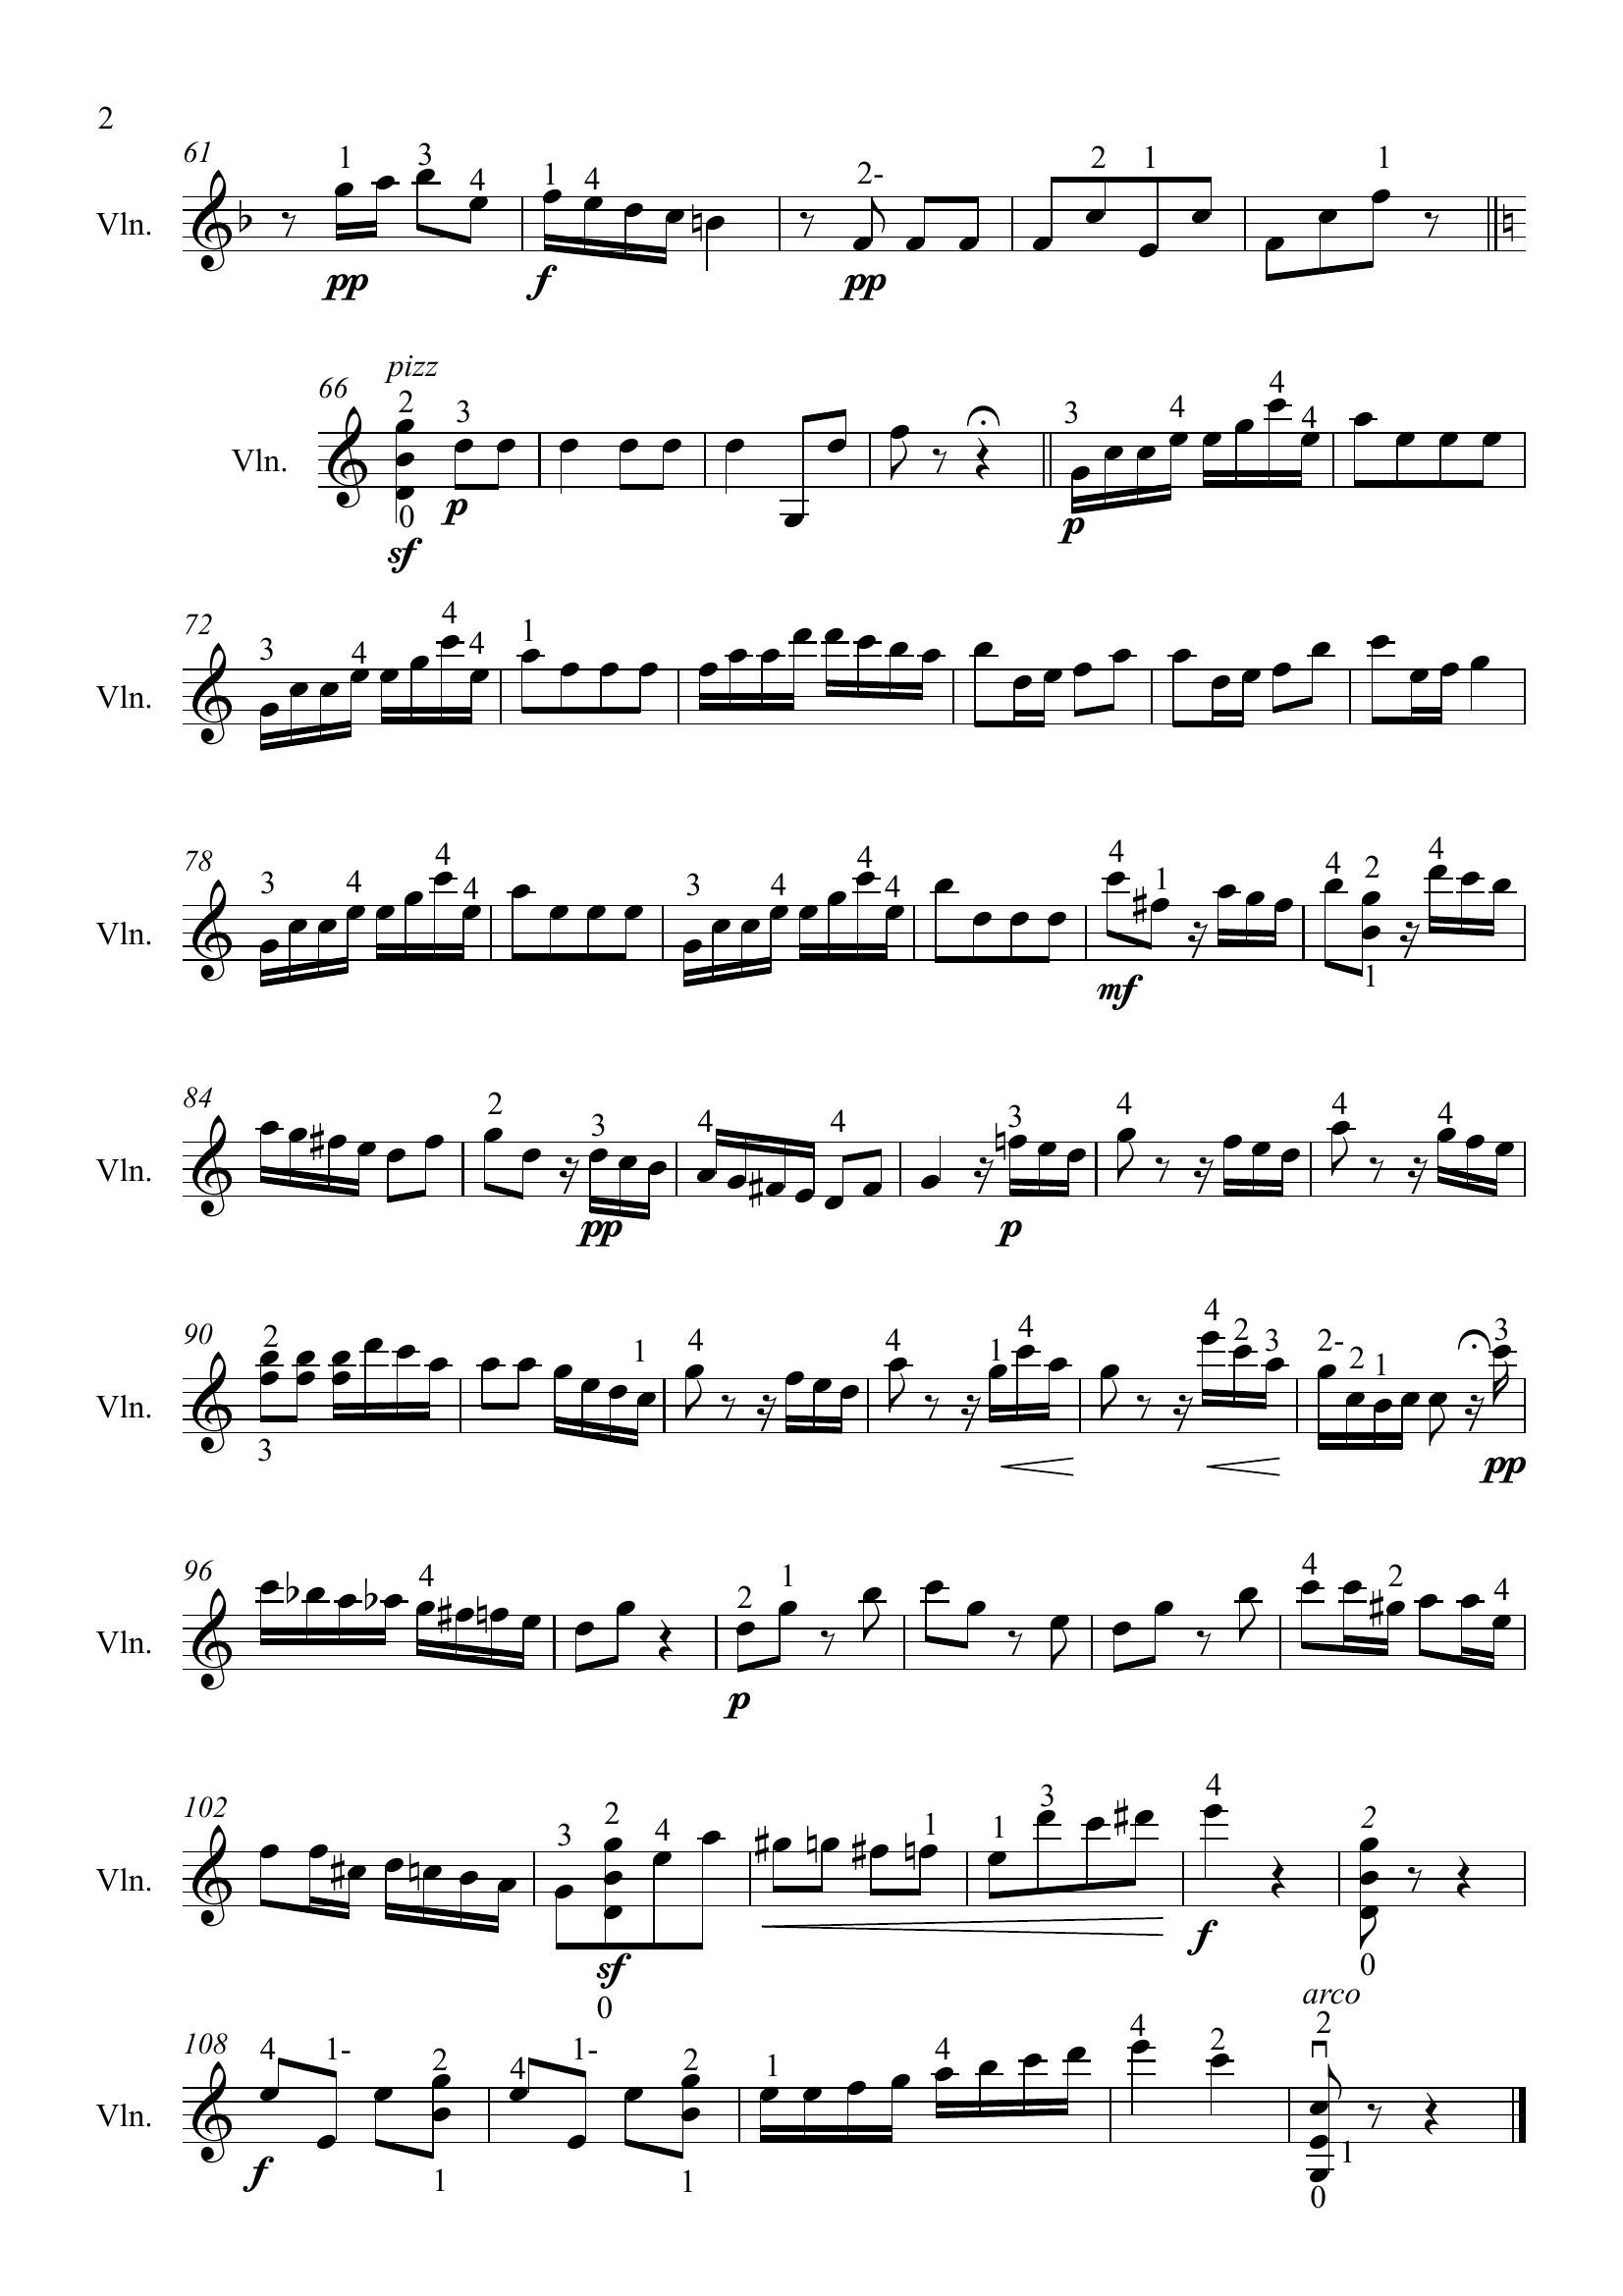 2
61
1 3 4 1 4 2- 2 1 1
Vln.
pp f pp
pizz
66
2 3 3 4 4 4
Vln.
0 p p
sf
72
3 4 4 4 1
Vln.
78
3 4 4 4 3 4 4 4 4 1 4 2 4
Vln.
mf 1
84
2 3 4 4 3 4 4 4
Vln.
pp p
90
2 1 4 4 1 4 4 2 3 2- 2 1 3
Vln.
3 pp
96
4 2 1 4 2 4
Vln.
p
102
3 2 4 1 1 3 4 2
Vln.
sf f
0 0
arco
108
4 1- 2 4 1- 2 1 4 4 2 2
Vln.
f 1 1 1
0